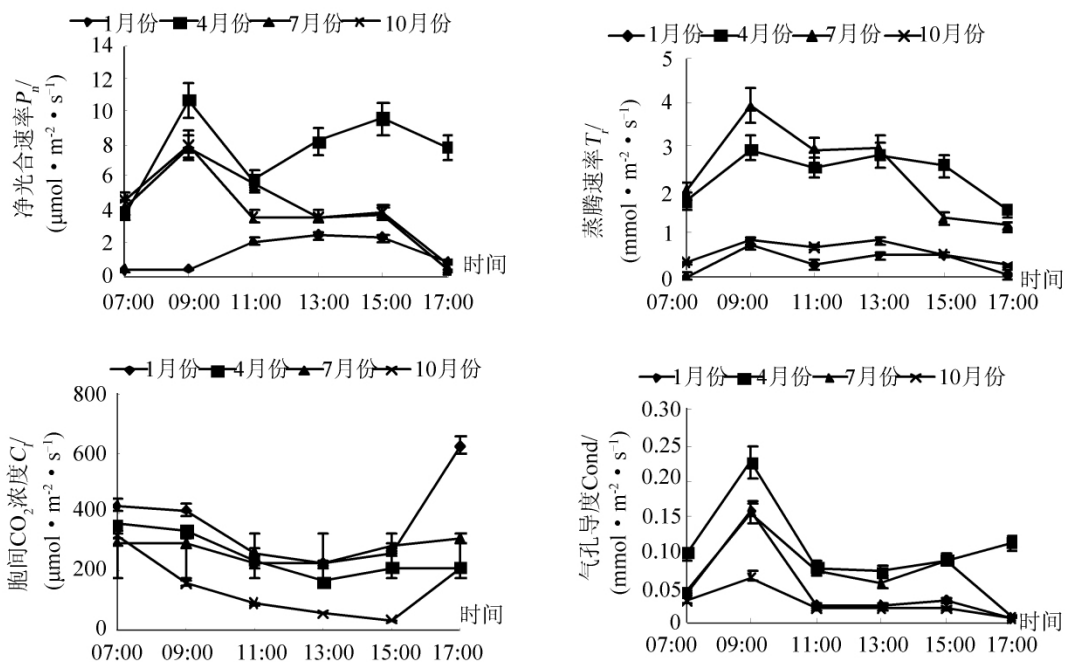 1月份 4月份 7月份 10月份
净光合速率Pn/
(μmol·m⁻²·s⁻¹)
14
12
10
8
6
4
2
0
07:00 09:00 11:00 13:00 15:00 17:00
时间
1月份 4月份 7月份 10月份
蒸腾速率Tr/
(mmol·m⁻²·s⁻¹)
5
4
3
2
1
0
07:00 09:00 11:00 13:00 15:00 17:00
时间
1月份 4月份 7月份 10月份
胞间CO₂浓度Ci/
(μmol·m⁻²·s⁻¹)
800
600
400
200
0
07:00 09:00 11:00 13:00 15:00 17:00
时间
1月份 4月份 7月份 10月份
气孔导度Cond/
(mmol·m⁻²·s⁻¹)
0.30
0.25
0.20
0.15
0.10
0.05
0
07:00 09:00 11:00 13:00 15:00 17:00
时间